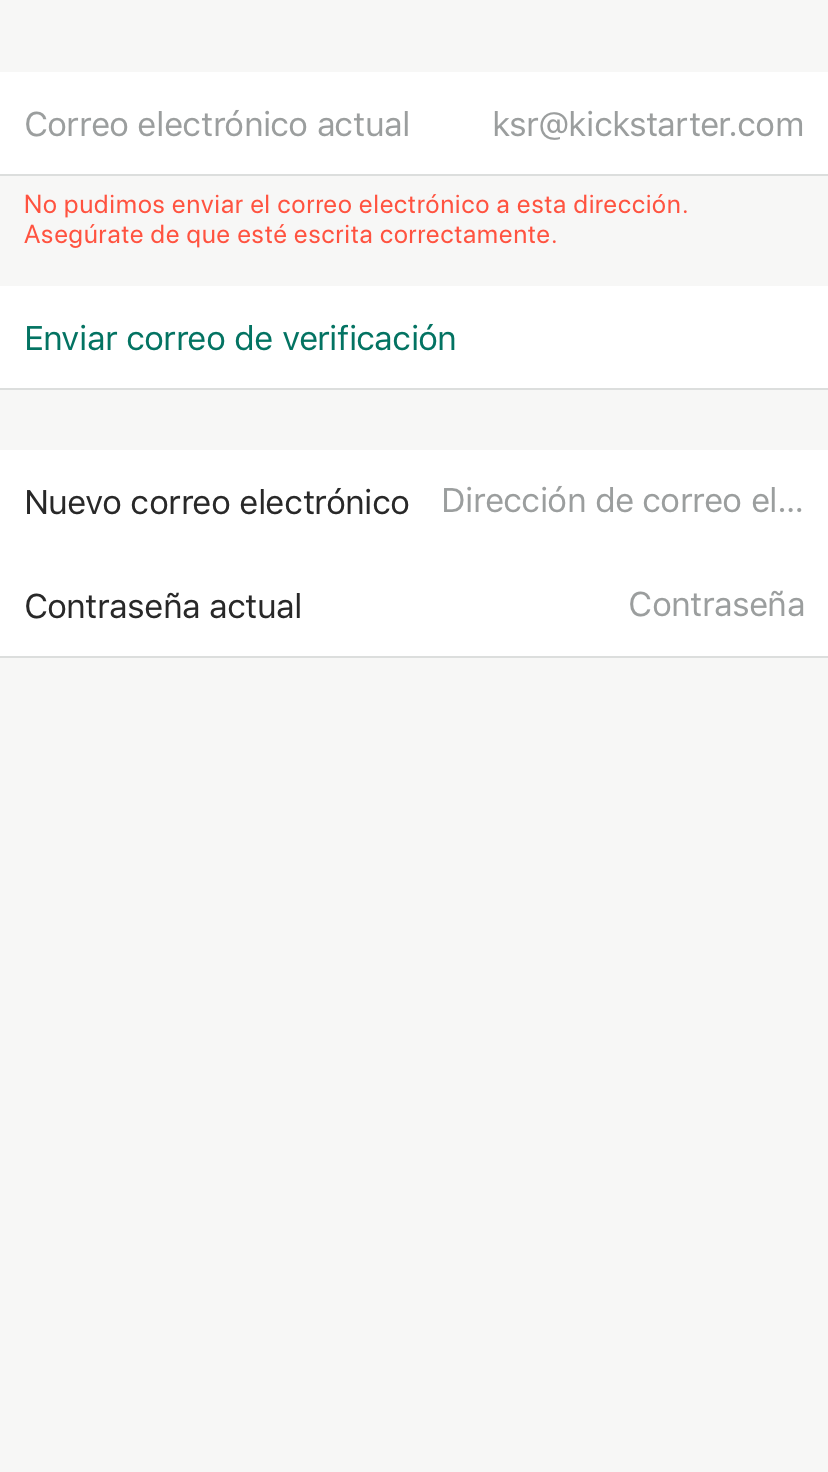 Correo electrónico actual ksr@kickstarter.com
No pudimos enviar el correo electrónico a esta dirección.
Asegúrate de que esté escrita correctamente.
Enviar correo de verificación
Nuevo correo electrónico Dirección de correo el...
Contraseña actual Contraseña